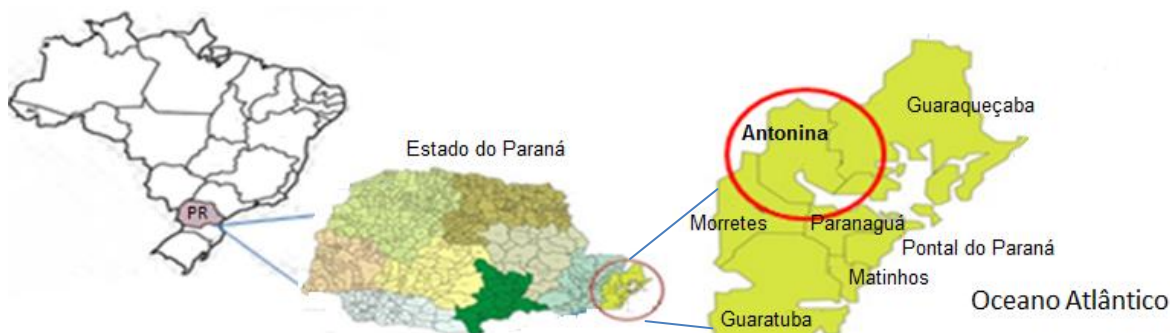 PR
Estado do Paraná
Guaraqueçaba
Antonina
Morretes
Paranaguá
Pontal do Paraná
Matinhos
Oceano Atlântico
Guaratuba